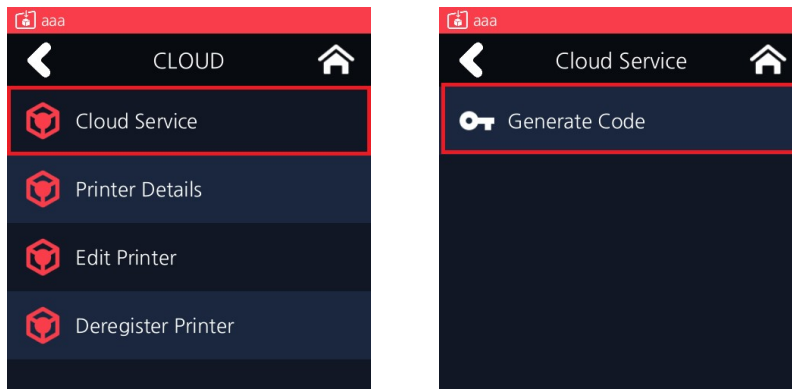 aaa
CLOUD
Cloud Service
Printer Details
Edit Printer
Deregister Printer
aaa
Cloud Service
Generate Code